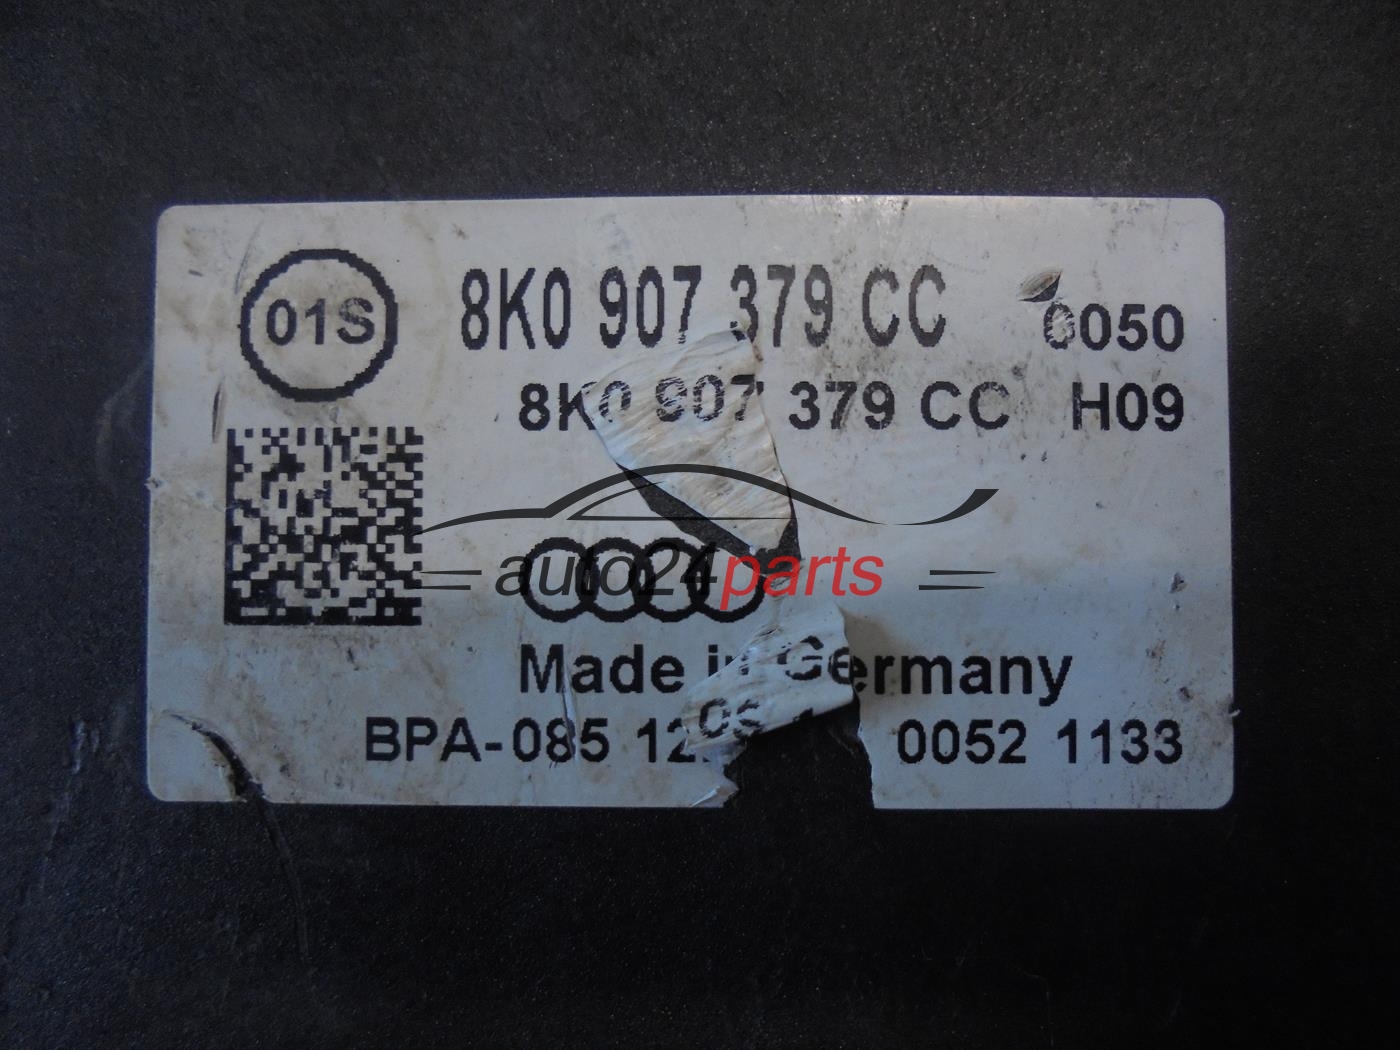 01S
8K0 907 379 CC 0050
8K0 907 379 CC H09
auto24parts
Made in Germany
BPA-085 0052 1133